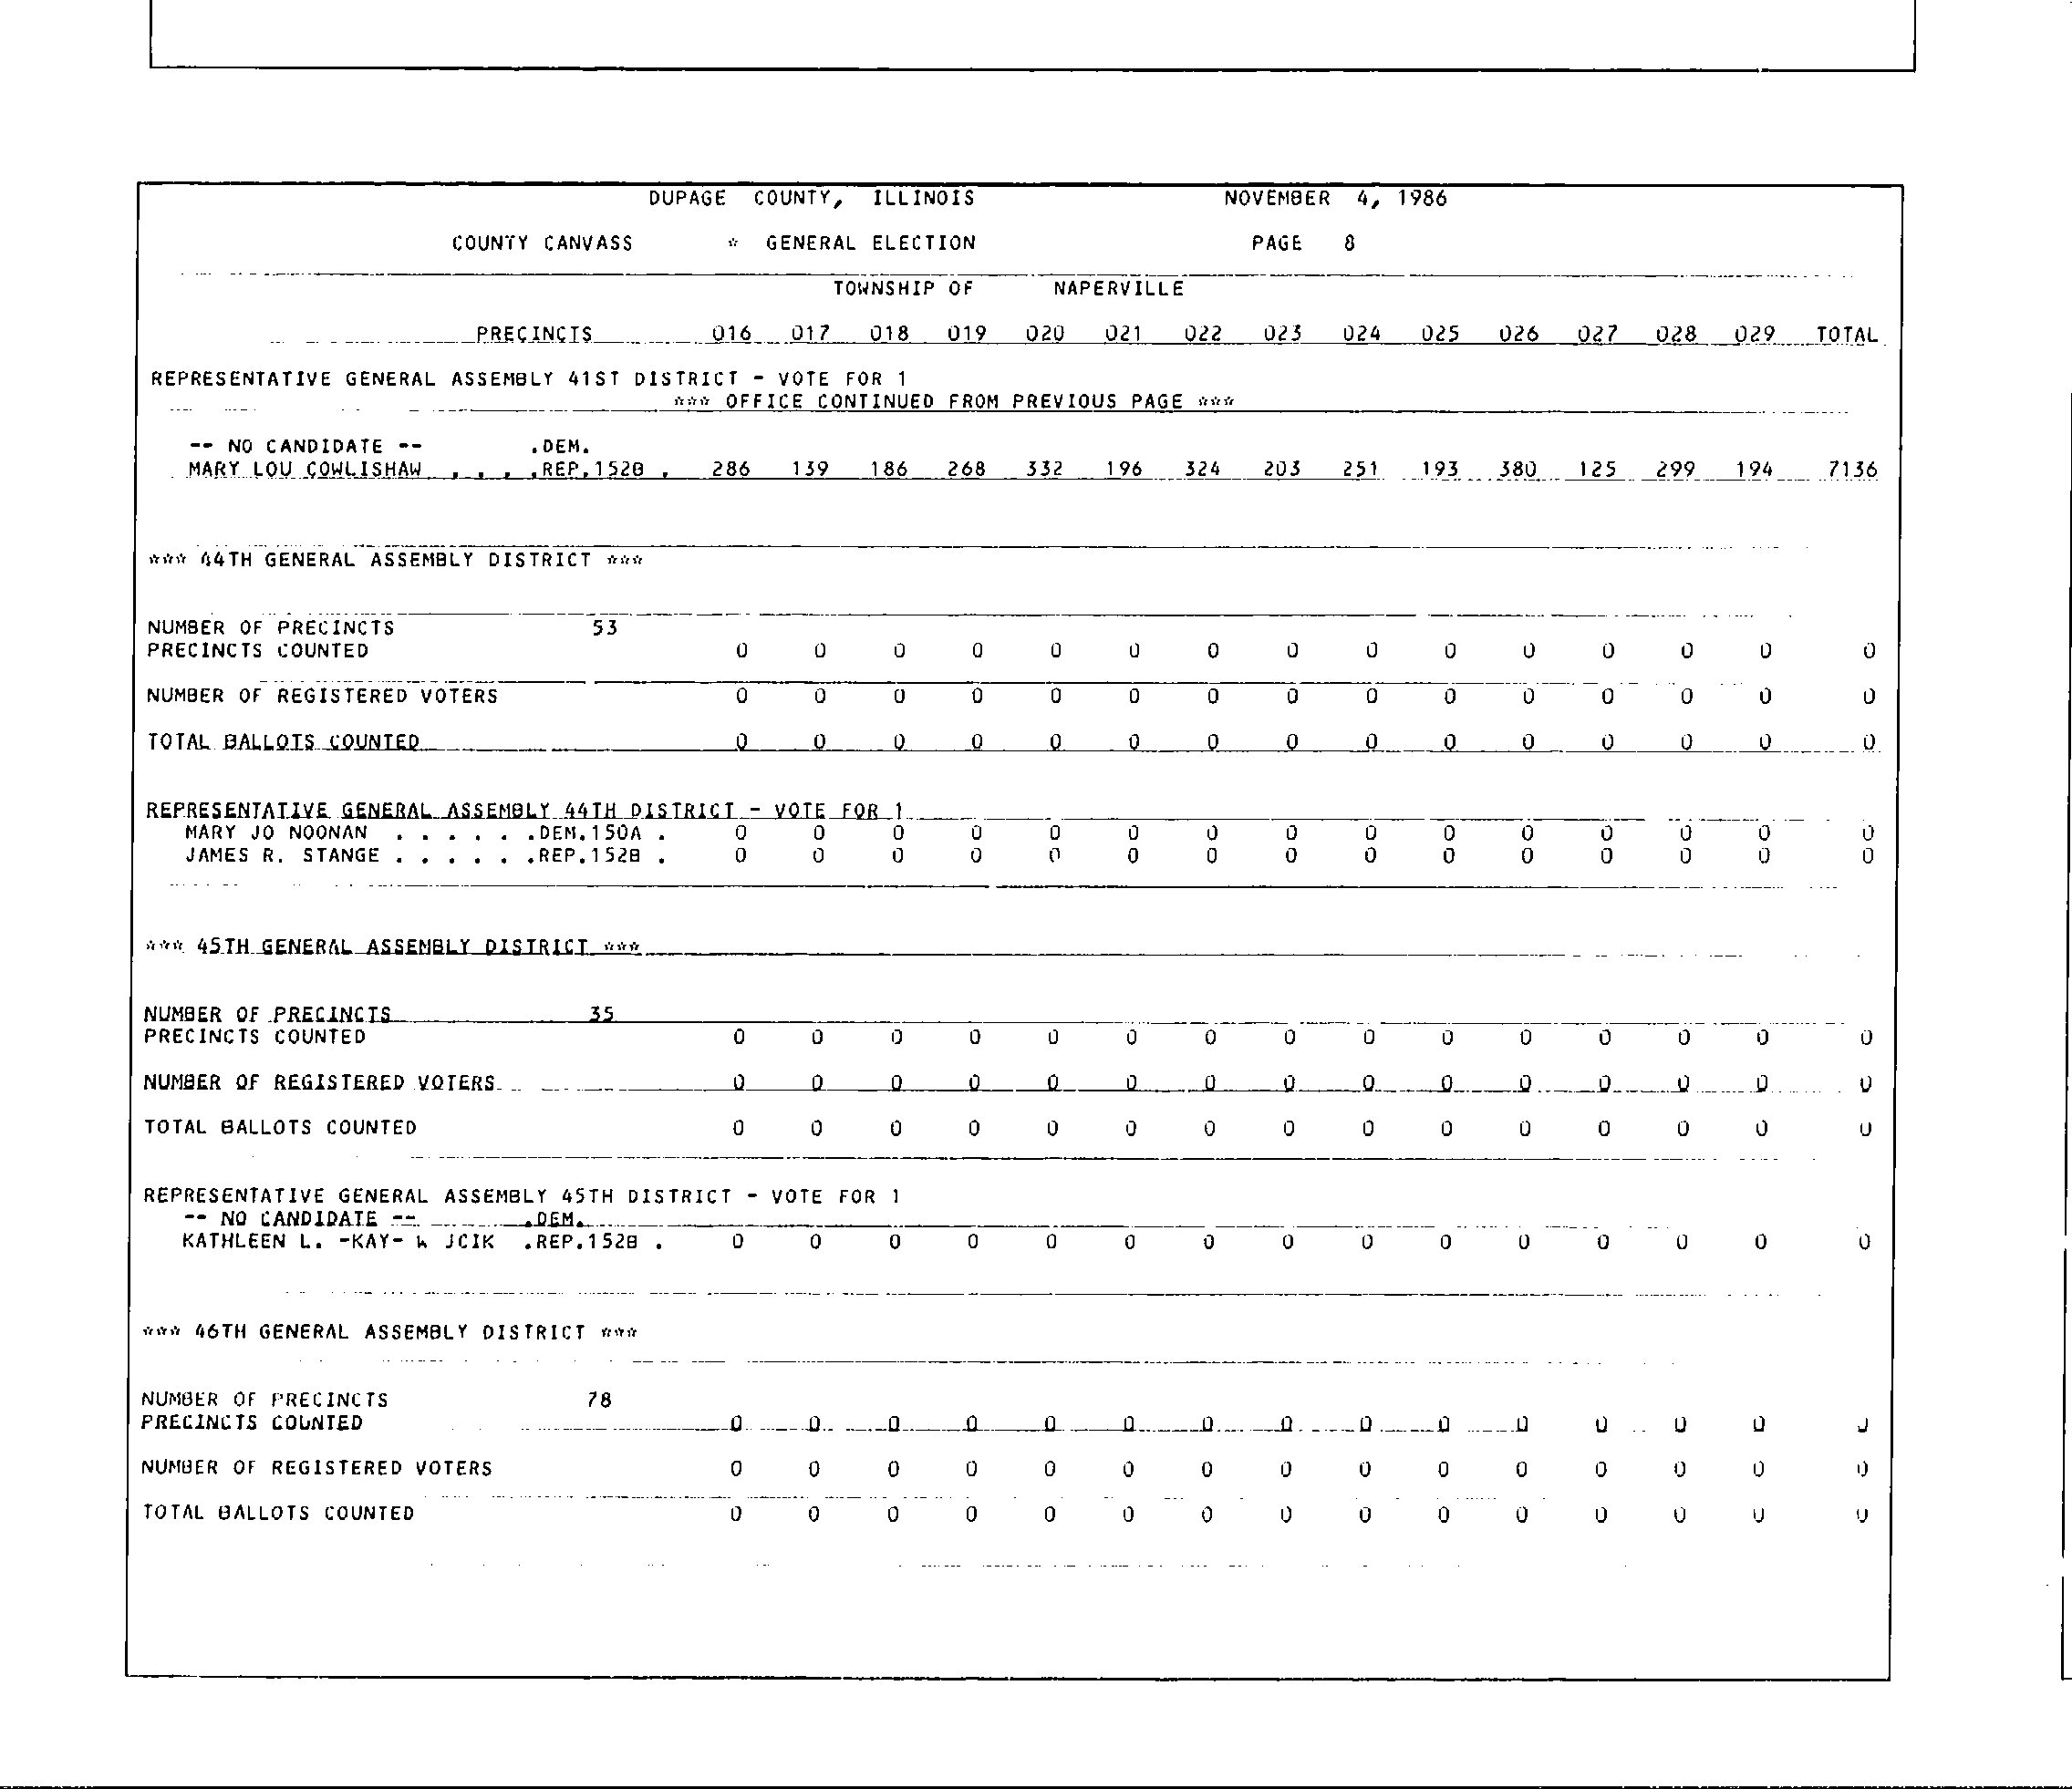 DUPAGE COUNTY, ILLINOIS NOVEMBER 4, 1986
COUNTY CANVASS * GENERAL ELECTION PAGE 8
TOWNSHIP OF NAPERVILLE
PRECINCTS 016 017 018 019 020 021 022 023 024 025 026 027 028 029 TOTAL
REPRESENTATIVE GENERAL ASSEMBLY 41ST DISTRICT - VOTE FOR 1
*** OFFICE CONTINUED FROM PREVIOUS PAGE ***
-- NO CANDIDATE -- .DEM.
MARY LOU COWLISHAW . . . .REP.152B . 286 139 186 268 332 196 324 203 251 193 380 125 299 194 7136
*** 44TH GENERAL ASSEMBLY DISTRICT ***
NUMBER OF PRECINCTS 53
PRECINCTS COUNTED 0 0 0 0 0 0 0 0 0 0 0 0 0 0 0
NUMBER OF REGISTERED VOTERS 0 0 0 0 0 0 0 0 0 0 0 0 0 0 0
TOTAL BALLOTS COUNTED 0 0 0 0 0 0 0 0 0 0 0 0 0 0 0
REPRESENTATIVE GENERAL ASSEMBLY 44TH DISTRICT - VOTE FOR 1
MARY JO NOONAN . . . . . .DEM.150A . 0 0 0 0 0 0 0 0 0 0 0 0 0 0 0
JAMES R. STANGE . . . . . .REP.152B . 0 0 0 0 0 0 0 0 0 0 0 0 0 0 0
*** 45TH GENERAL ASSEMBLY DISTRICT ***
NUMBER OF PRECINCTS 35
PRECINCTS COUNTED 0 0 0 0 0 0 0 0 0 0 0 0 0 0 0
NUMBER OF REGISTERED VOTERS 0 0 0 0 0 0 0 0 0 0 0 0 0 0 0
TOTAL BALLOTS COUNTED 0 0 0 0 0 0 0 0 0 0 0 0 0 0 0
REPRESENTATIVE GENERAL ASSEMBLY 45TH DISTRICT - VOTE FOR 1
-- NO CANDIDATE -- .DEM.
KATHLEEN L. -KAY- .REP.152B . 0 0 0 0 0 0 0 0 0 0 0 0 0 0 0
*** 46TH GENERAL ASSEMBLY DISTRICT ***
NUMBER OF PRECINCTS 78
PRECINCTS COUNTED 0 0 0 0 0 0 0 0 0 0 0 0 0 0 0
NUMBER OF REGISTERED VOTERS 0 0 0 0 0 0 0 0 0 0 0 0 0 0 0
TOTAL BALLOTS COUNTED 0 0 0 0 0 0 0 0 0 0 0 0 0 0 0